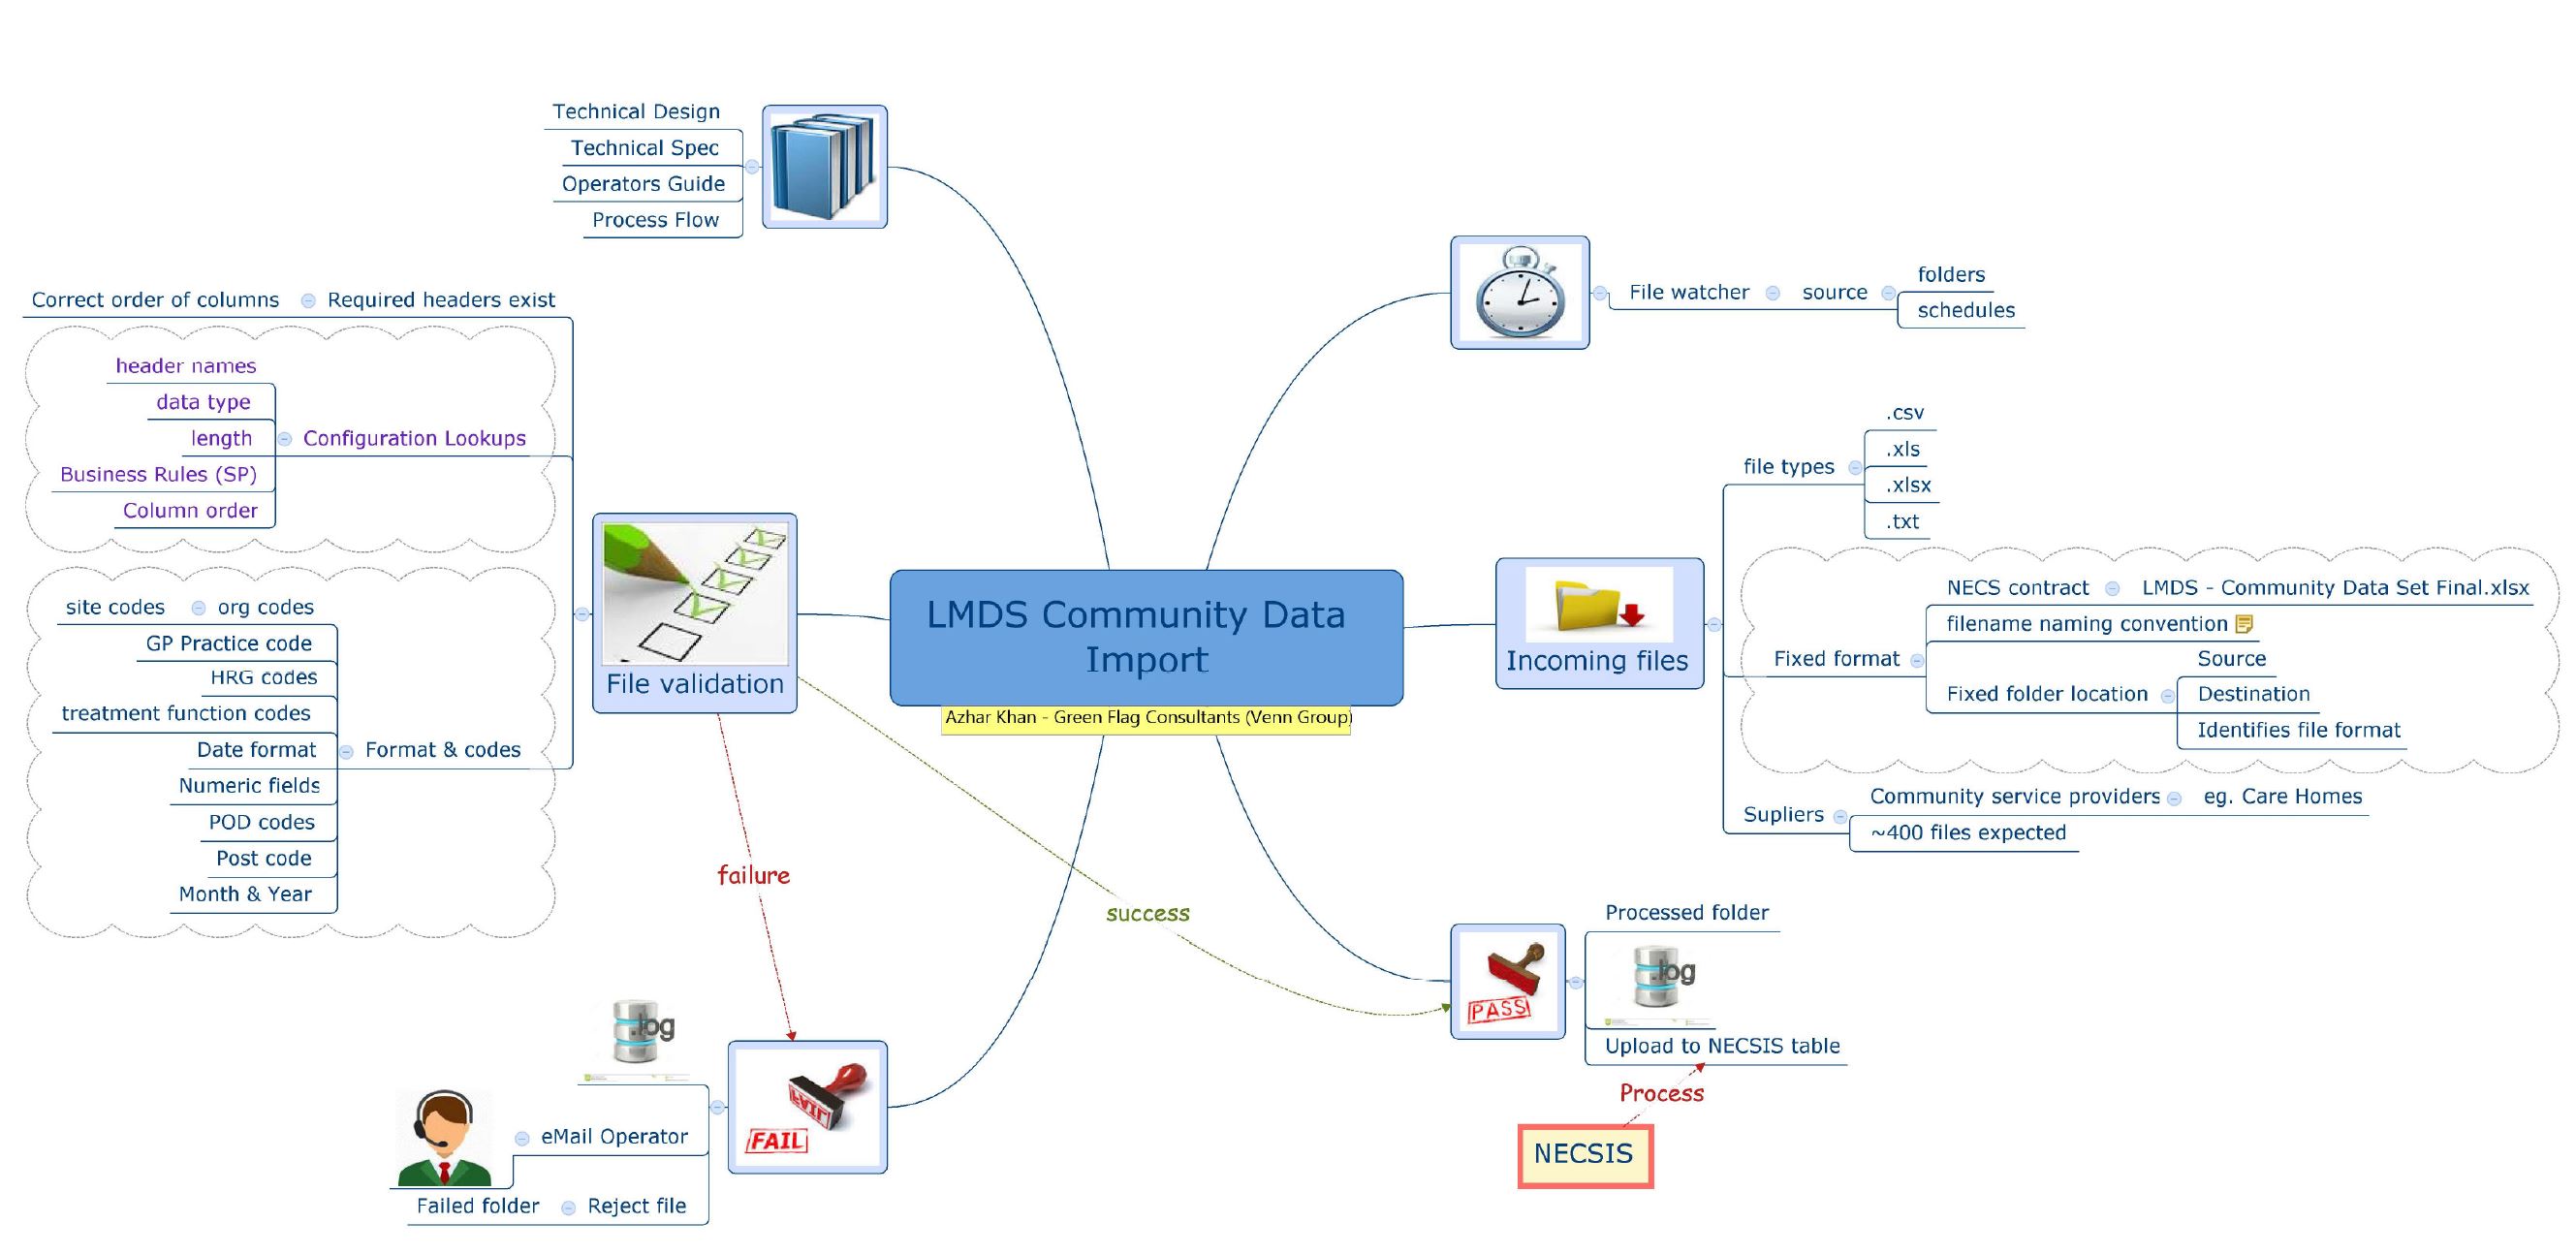 Technical Design
Technical Spec
Operators Guide
Process Flow
File watcher
source
folders
schedules
Correct order of columns
Required headers exist
header names
data type
length
Configuration Lookups
Business Rules (SP)
Column order
File validation
site codes
org codes
GP Practice code
HRG codes
treatment function codes
Date format
Format & codes
Numeric fields
POD codes
Post code
Month & Year
LMDS Community Data
Import
Azhar Khan - Green Flag Consultants (Venn Group)
Incoming files
file types
.csv
.xls
.xlsx
.txt
Fixed format
NECS contract
LMDS - Community Data Set Final.xlsx
filename naming convention
Fixed folder location
Source
Destination
Identifies file format
Supliers
Community service providers
eg. Care Homes
~400 files expected
failure
success
PASS
Processed folder
.log
Upload to NECSIS table
Process
NECSIS
FAIL
FAIL
.log
eMail Operator
Failed folder
Reject file